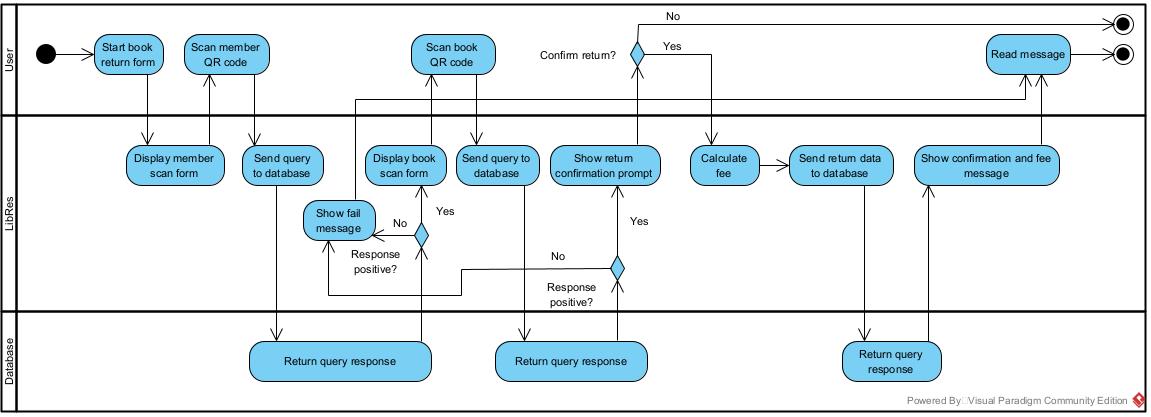 User
Start book
return form
Scan member
QR code
Scan book
QR code
Confirm return?
No
Yes
Read message
LibRes
Display member
scan form
Send query
to database
Display book
scan form
Send query to
database
Show return
confirmation prompt
Calculate
fee
Send return data
to database
Show confirmation and fee
message
Show fail
message
No
Yes
Response
positive?
No
Yes
Response
positive?
Database
Return query response
Return query response
Return query
response
Powered By Visual Paradigm Community Edition